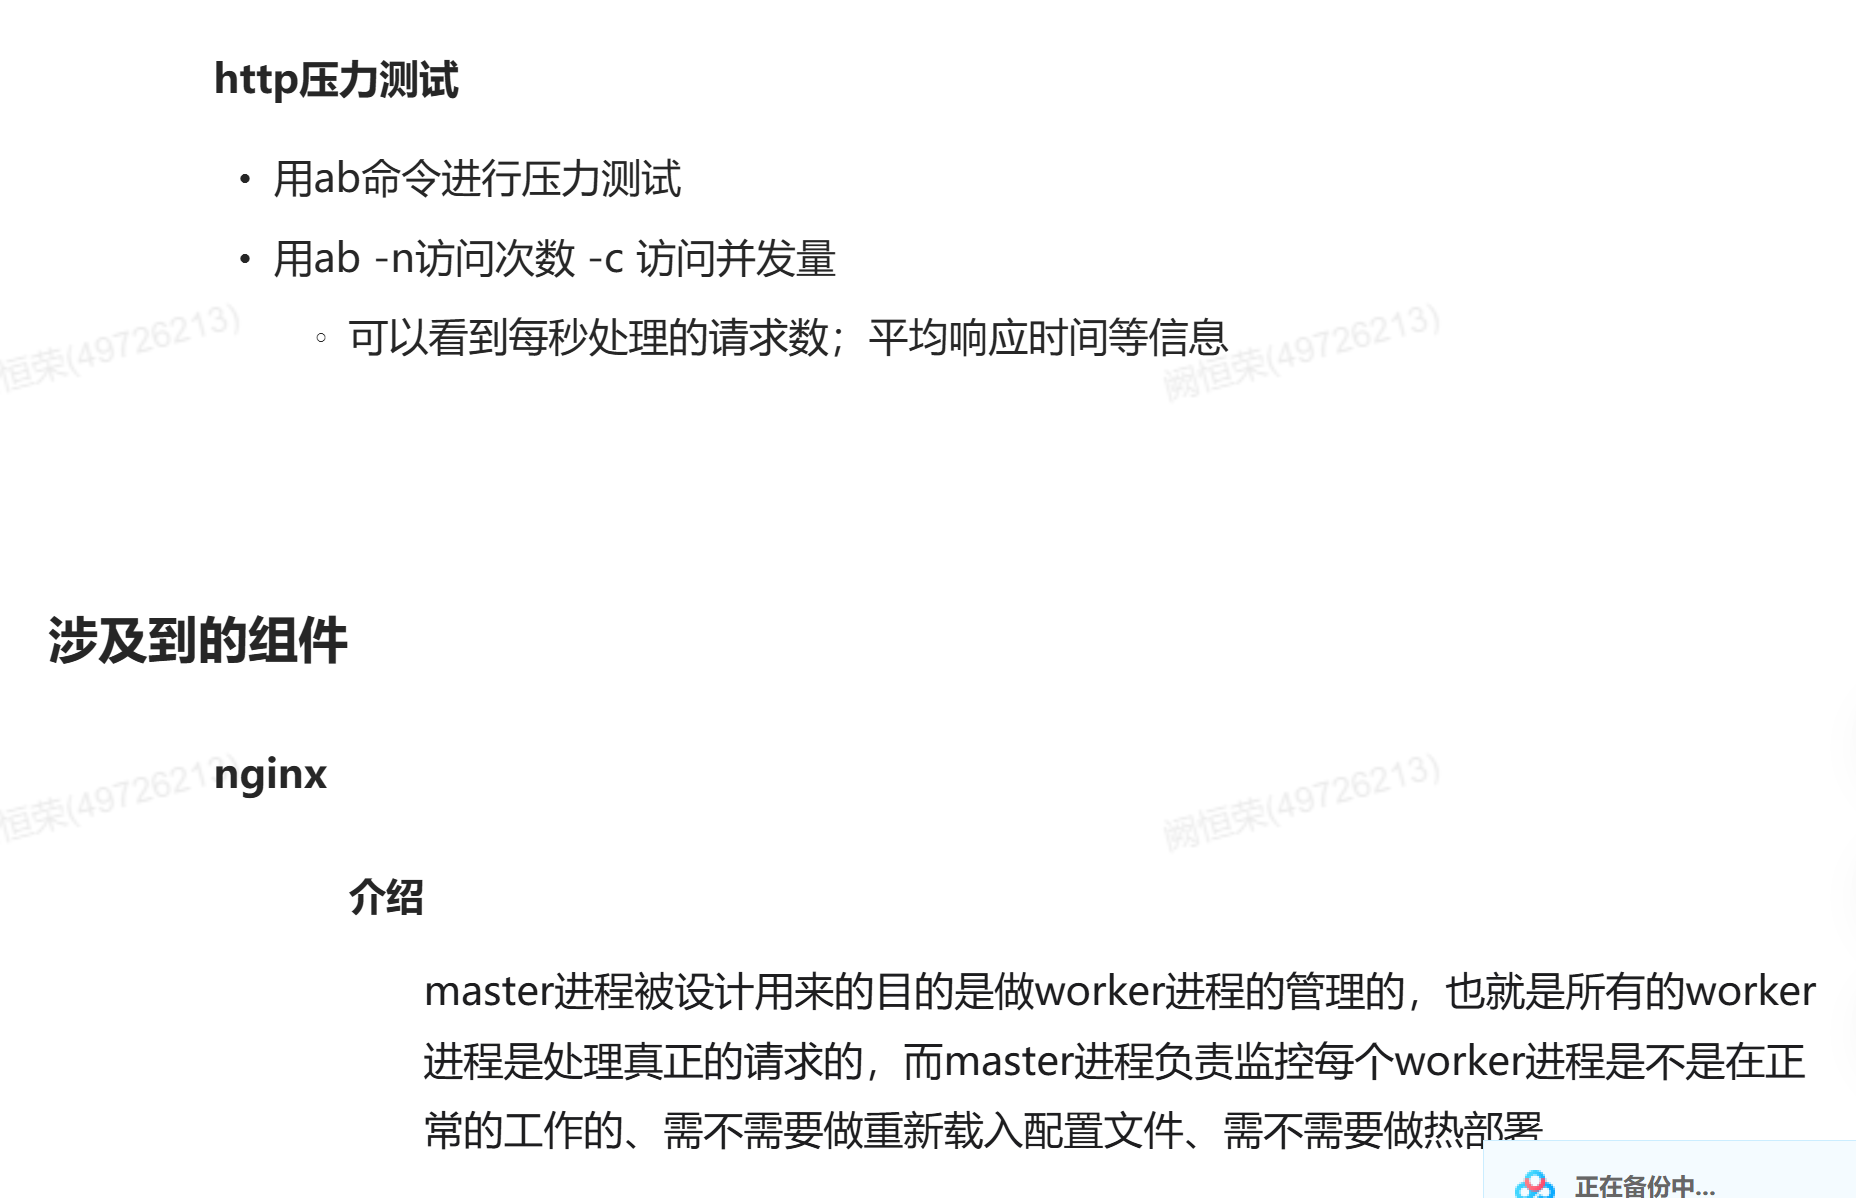 http压力测试
• 用ab命令进行压力测试
• 用ab -n访问次数 -c 访问并发量
◦ 可以看到每秒处理的请求数；平均响应时间等信息
恒荣(49726213)
阙恒荣(49726213)
涉及到的组件
nginx
恒荣(49726213)
阙恒荣(49726213)
介绍
master进程被设计用来的目的是做worker进程的管理的，也就是所有的worker
进程是处理真正的请求的，而master进程负责监控每个worker进程是不是在正
常的工作的、需不需要做重新载入配置文件、需不需要做热部署
正在备份中...